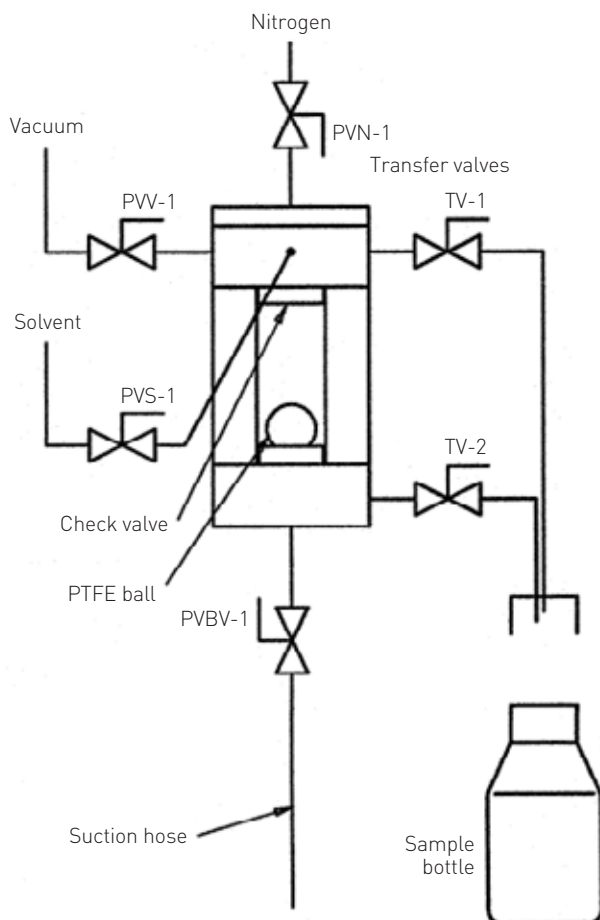 Nitrogen
PVN-1
Vacuum
Transfer valves
PVV-1
TV-1
Solvent
PVS-1
TV-2
Check valve
PTFE ball
PVBV-1
Suction hose
Sample
bottle